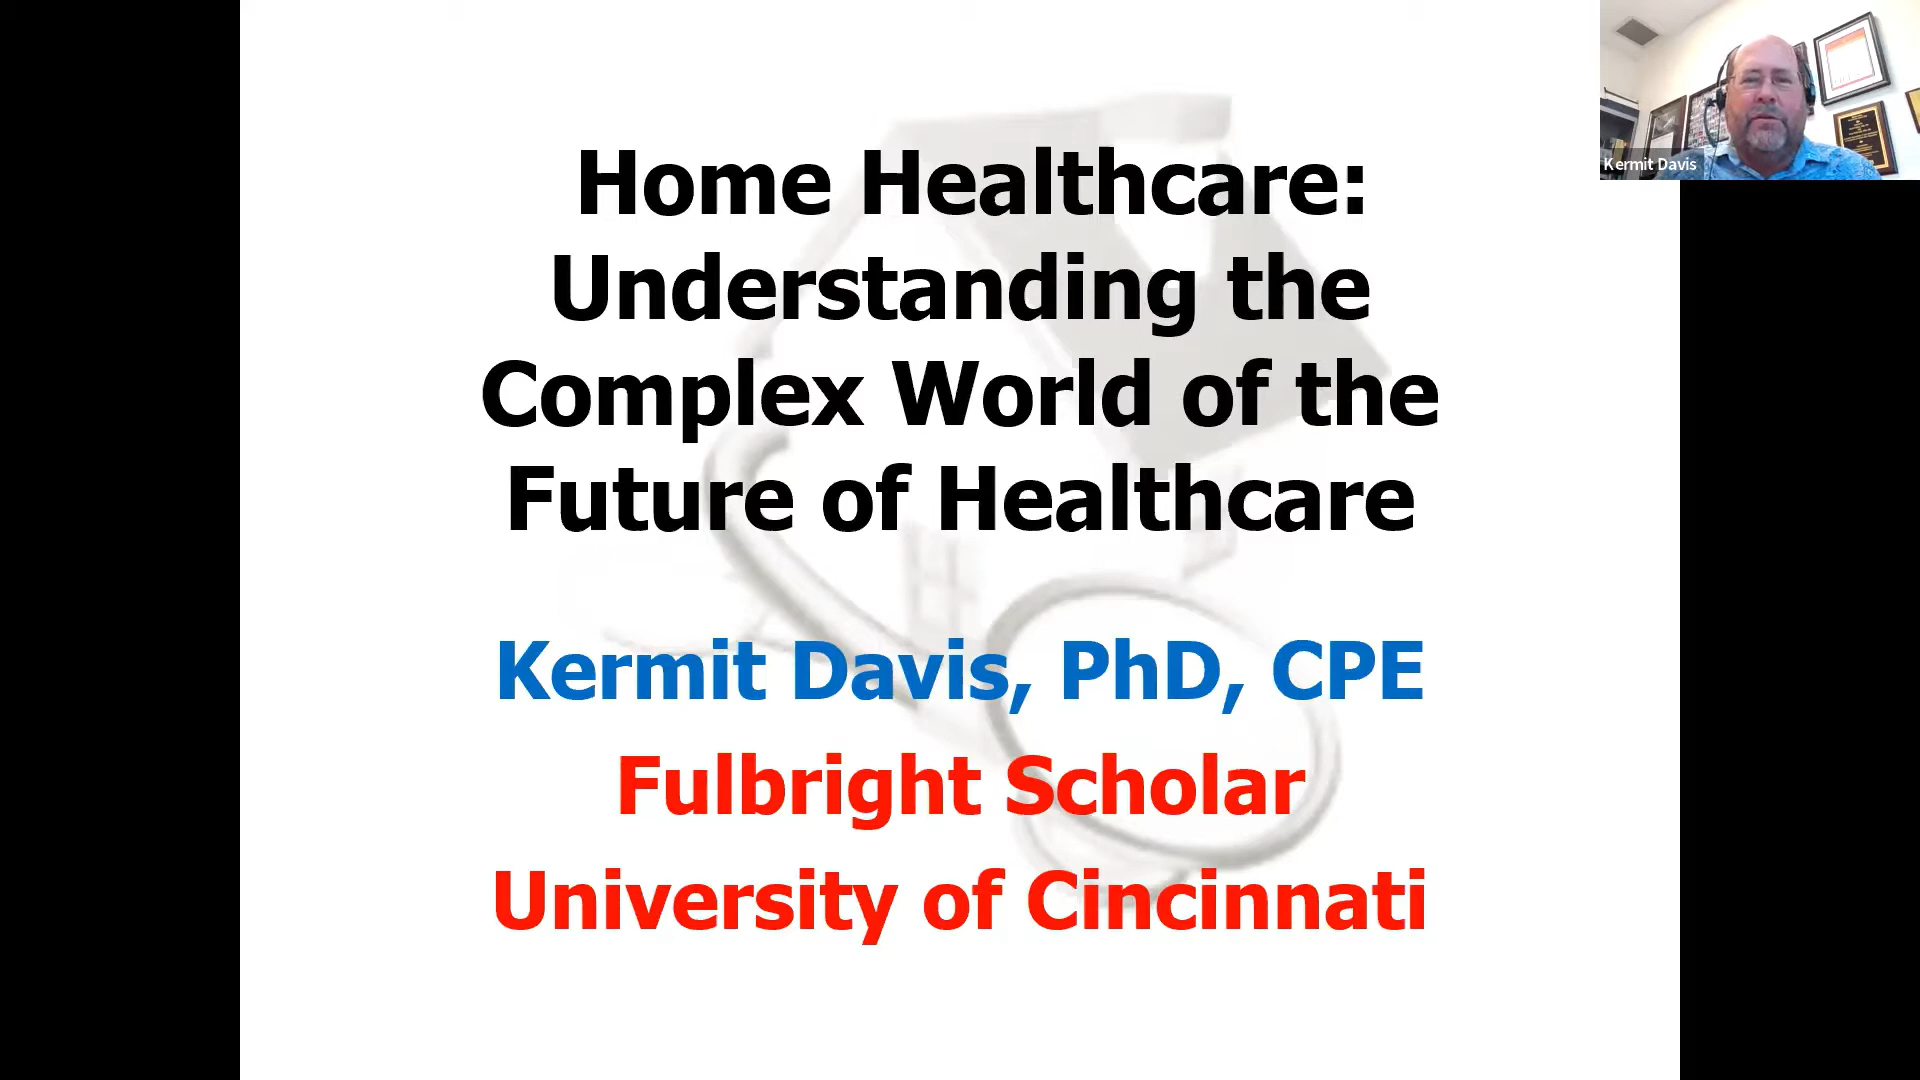 Home Healthcare:
Understanding the
Complex World of the
Future of Healthcare
Kermit Davis, PhD, CPE
Fulbright Scholar
University of Cincinnati
Kermit Davis